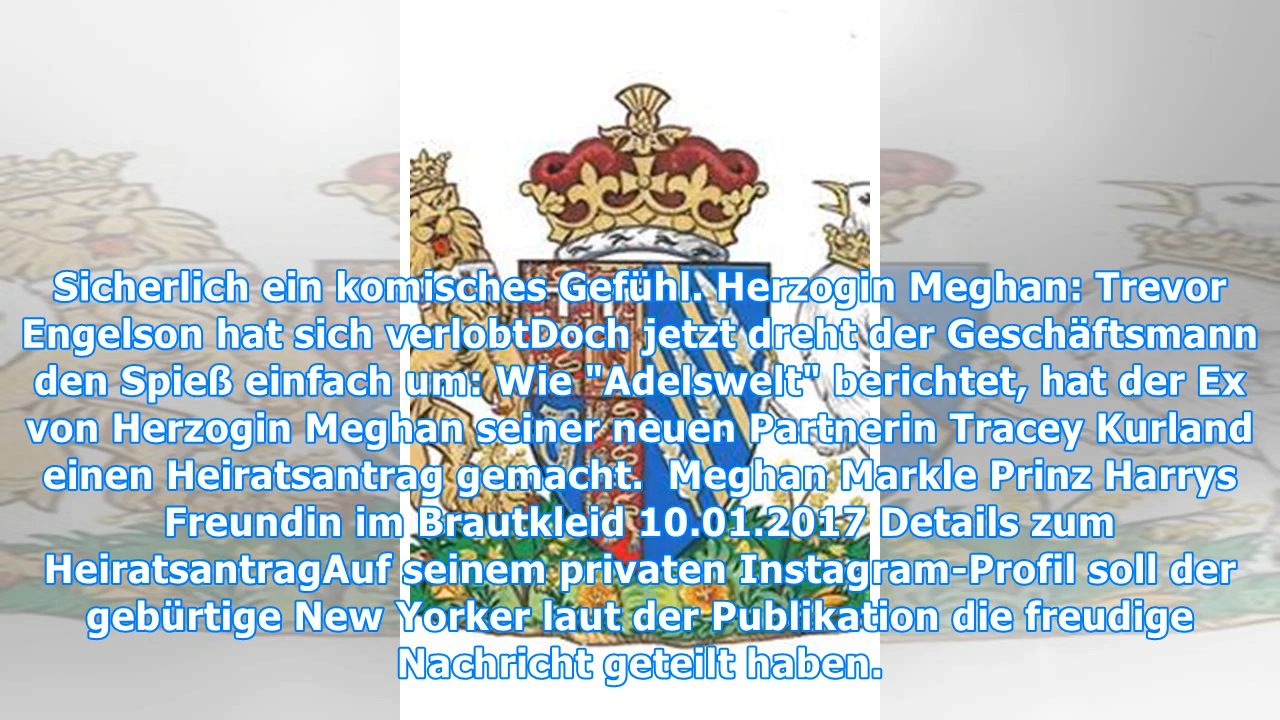 Sicherlich ein komisches Gefühl. Herzogin Meghan: Trevor
Engelson hat sich verlobtDoch jetzt dreht der Geschäftsmann
den Spieß einfach um: Wie "Adelswelt" berichtet, hat der Ex
von Herzogin Meghan seiner neuen Partnerin Tracey Kurland
einen Heiratsantrag gemacht.  Meghan Markle Prinz Harrys
Freundin im Brautkleid 10.01.2017 Details zum
HeiratsantragAuf seinem privaten Instagram-Profil soll der
gebürtige New Yorker laut der Publikation die freudige
Nachricht geteilt haben.